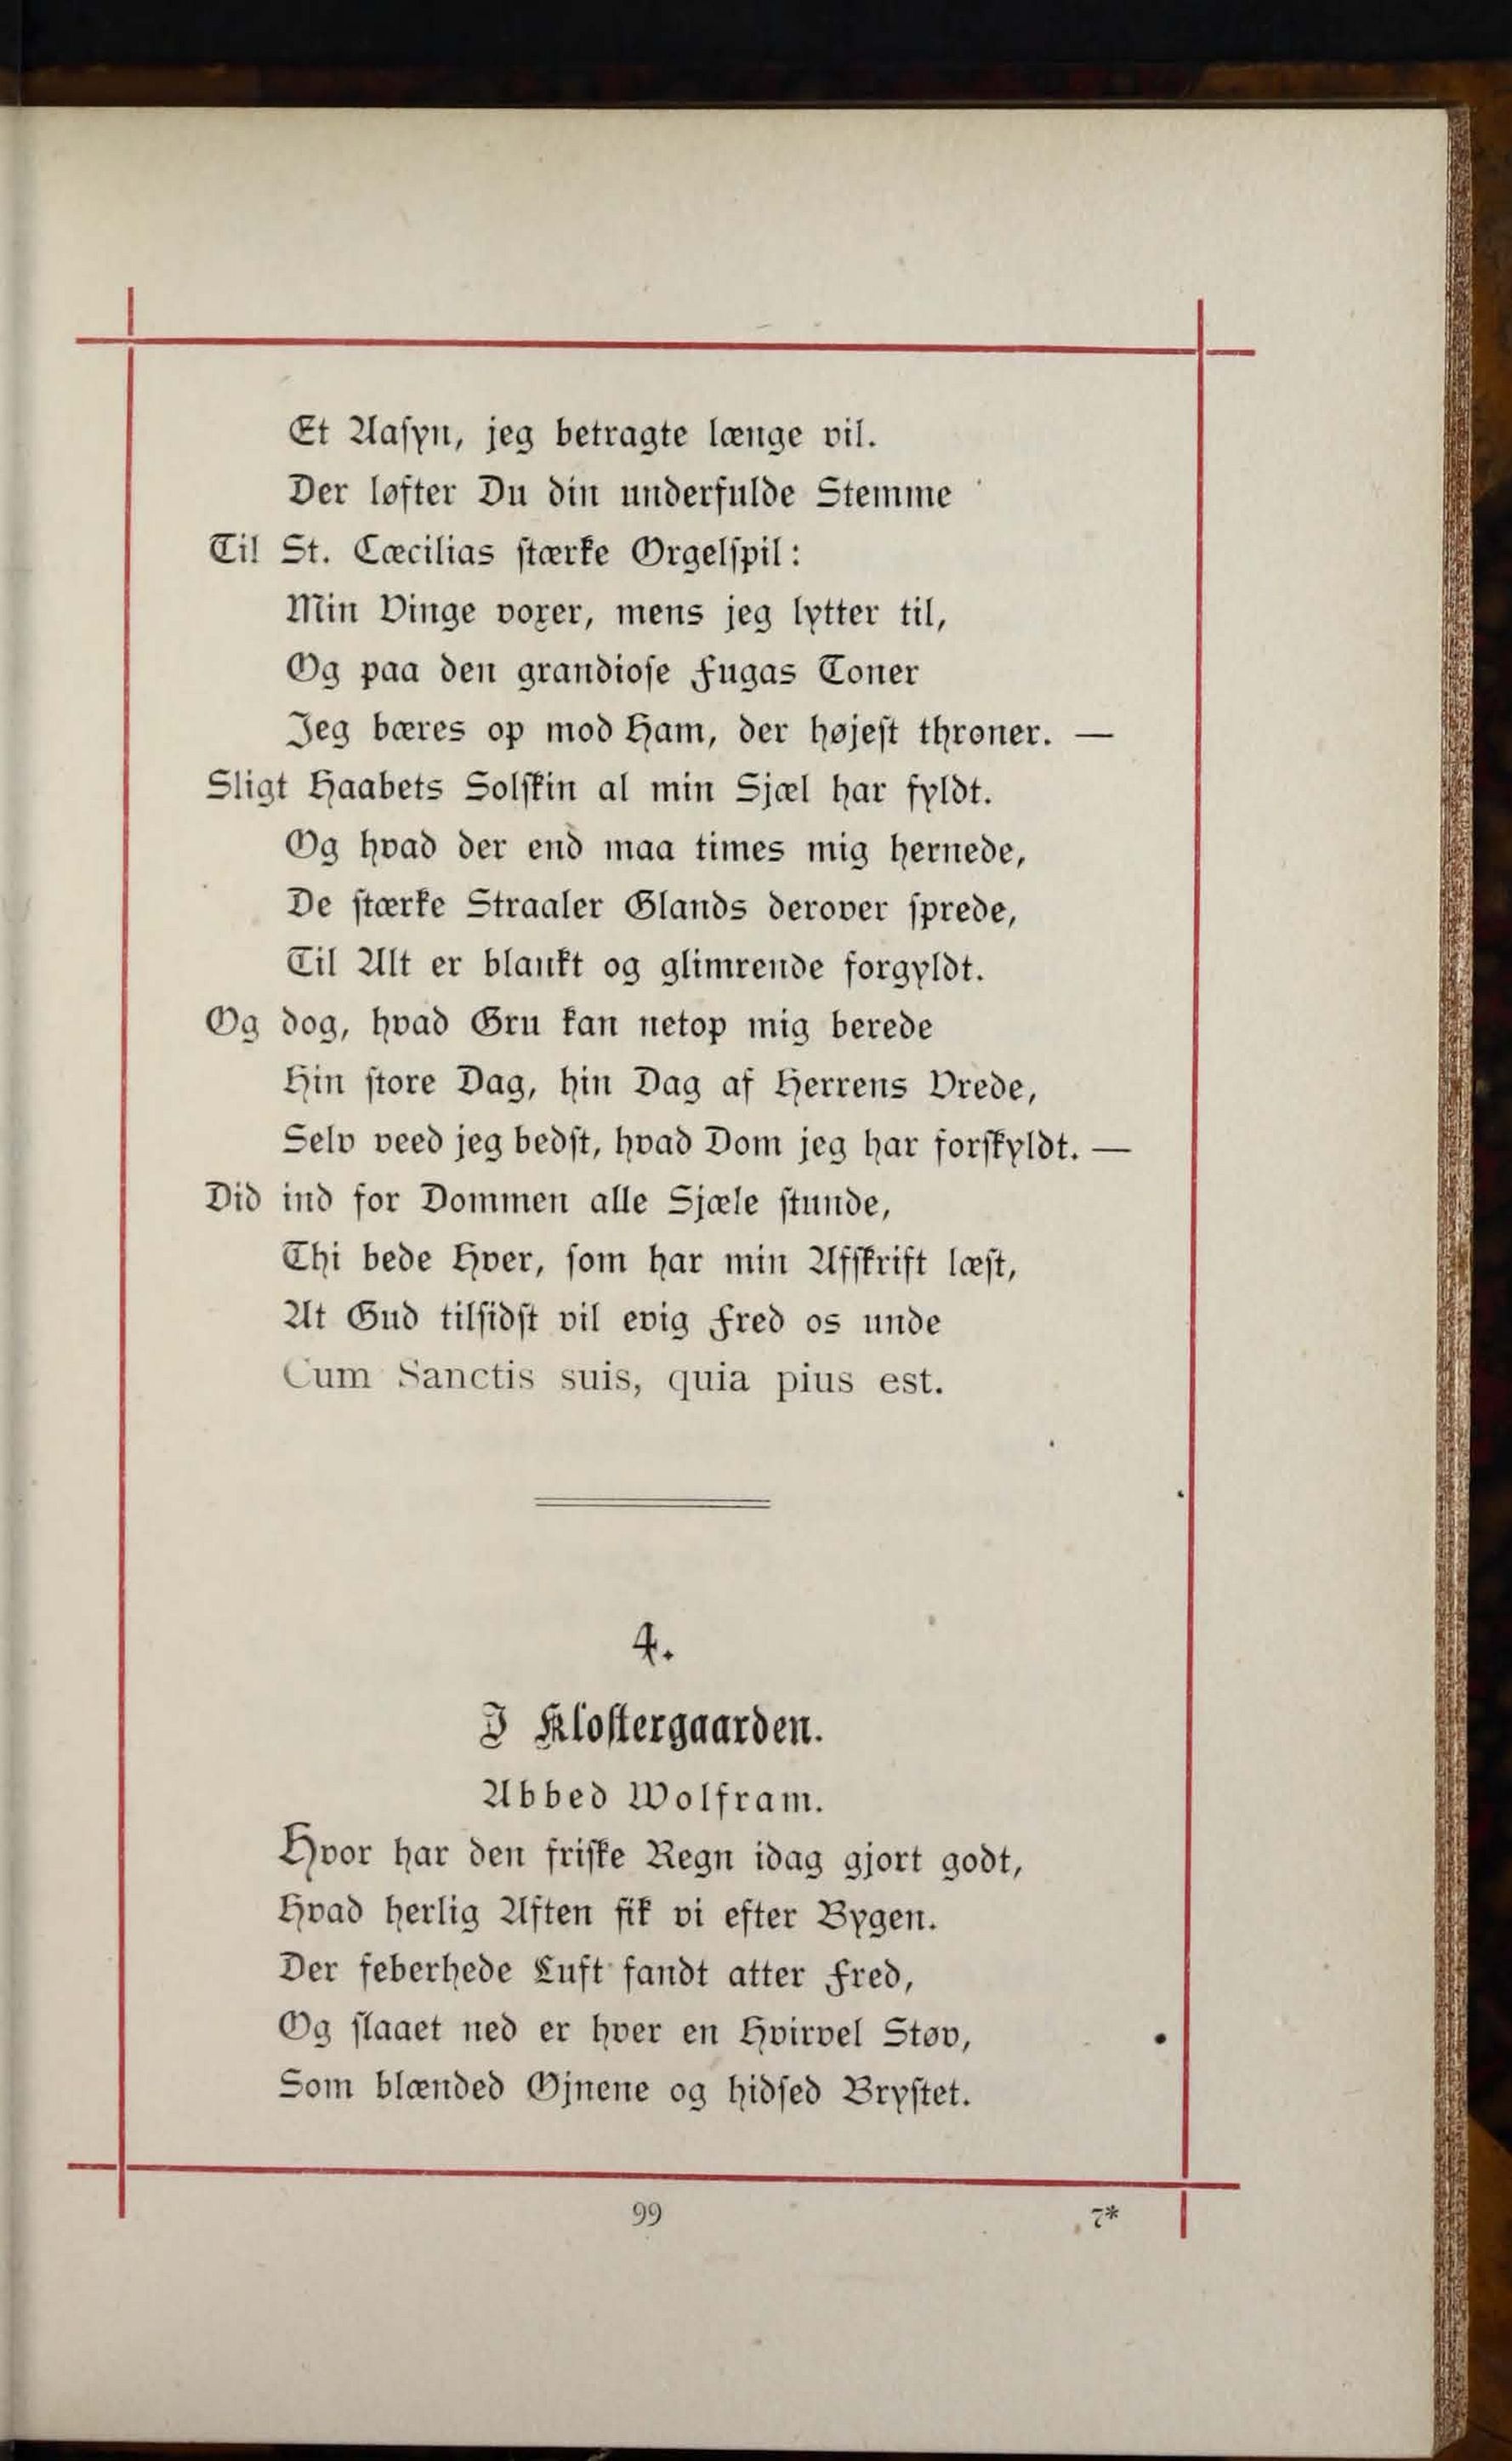 Et Aasyn, jeg betragte længe vil.
Der løfter Du din underfulde Stemme
Til St. Cæcilias stærke Orgelspil:
Min Vinge voxer, mens jeg lytter til,
Og paa den grandiose Fugas Toner
Jeg bæres op mod Ham, der højest throner. —
Sligt Haabets Solskin al min Sjæl har fyldt.
Og hvad der end maa times mig hernede,
De stærke Straaler Glands derover sprede,
Til Alt er blankt og glimrende forgyldt.
Og dog, hvad Gru kan netop mig berede
Hin store Dag, hin Dag af Herrens Vrede,
Selv veed jeg bedst, hvad Dom jeg har forskyldt. —
Did ind for Dommen alle Sjæle stunde,
Thi bede Hver, som har min Afskrift læst,
At Gud tilsidst vil evig Fred os unde
Cum Sanctis suis, quia pius est.
4.
I Klostergaarden.
Abbed Wolfram.
Hvor har den friske Regn idag gjort godt,
Hvad herlig Aften fik vi efter Bygen.
Der feberhede Luft fandt atter Fred,
Og slaaet ned er hver en Hvirvel Støv,
Som blænded Øjnene og hidsed Brystet.
99
7*